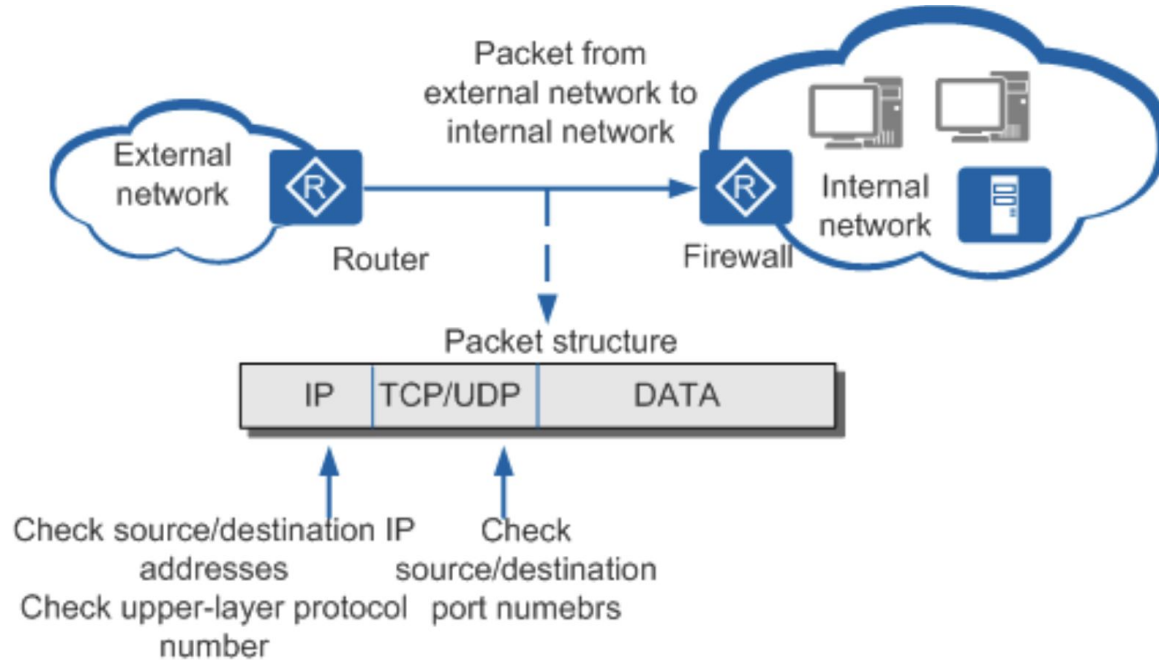 Packet from
external network to
internal network
External
network
R
R
Internal
network
Router
Firewall
Packet structure
IP
TCP/UDP
DATA
Check source/destination IP
addresses
Check upper-layer protocol
number
Check
source/destination
port numebrs